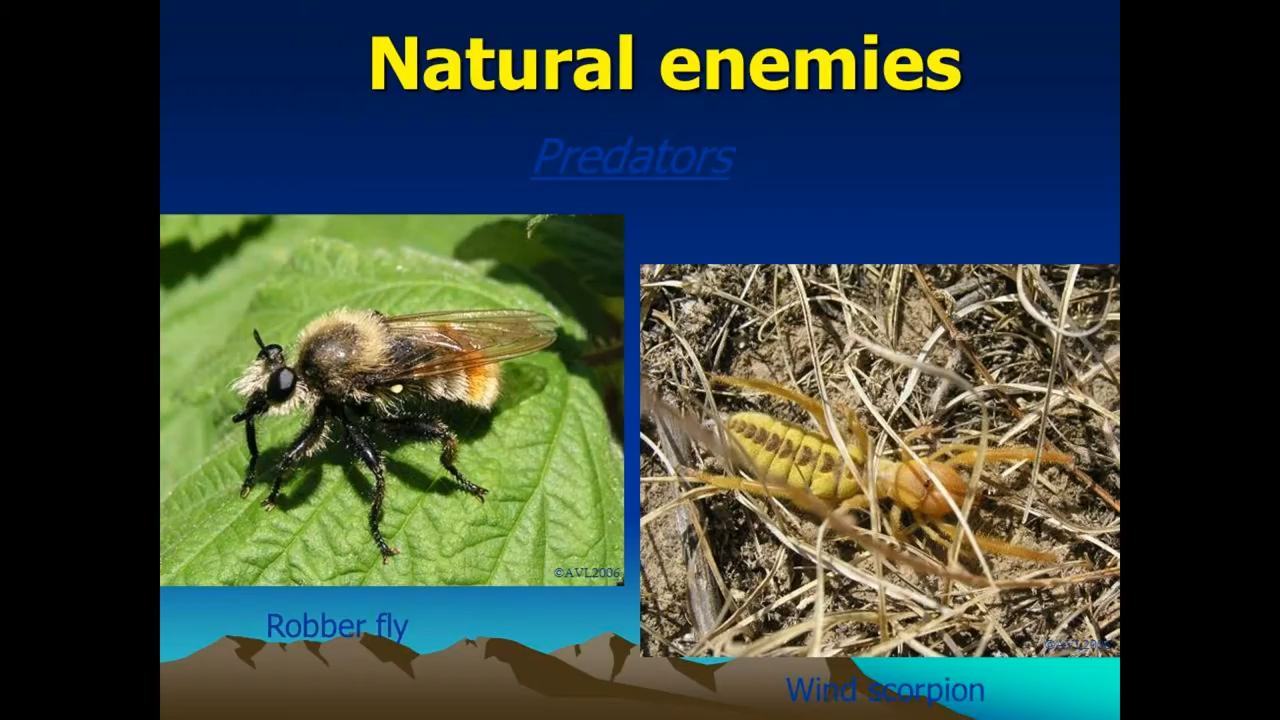 Natural enemies
Predators
©AVL2006
Robber fly
Wind scorpion